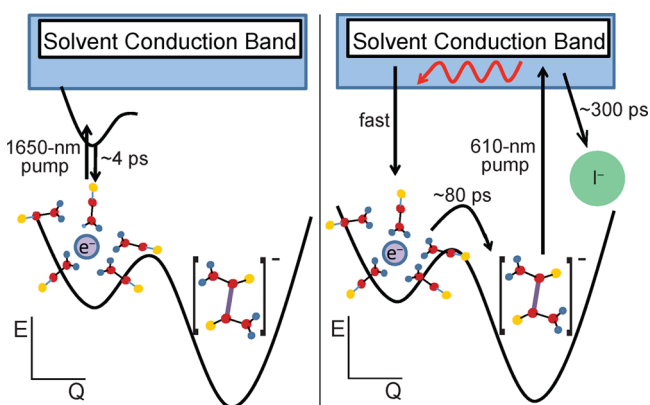 Solvent Conduction Band
1650-nm
pump
~4 ps
e⁻
-
E
Q
Solvent Conduction Band
fast
610-nm
pump
~300 ps
I⁻
~80 ps
e⁻
-
E
Q